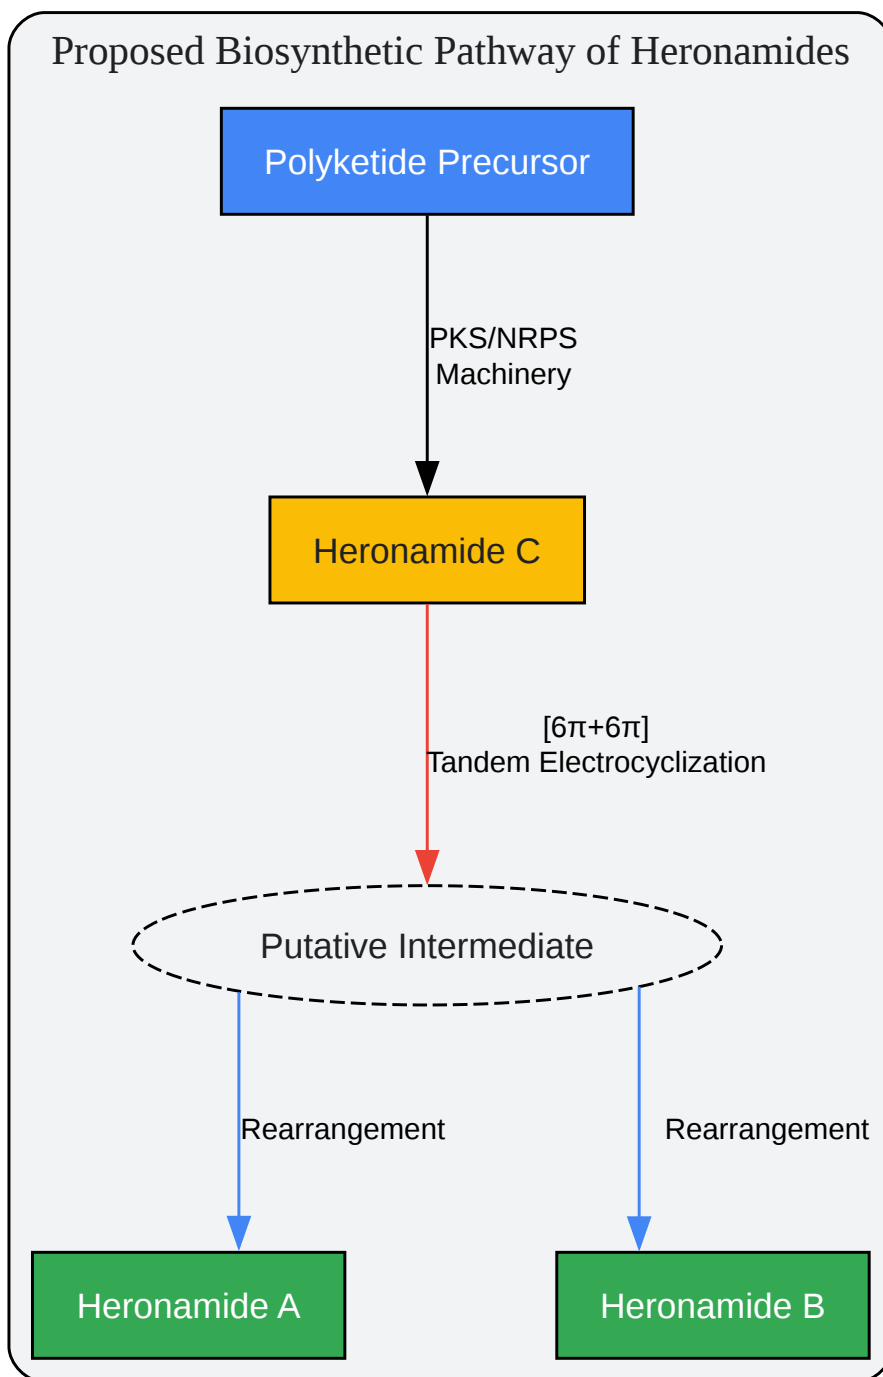 Proposed Biosynthetic Pathway of Heronamides
Polyketide Precursor
PKS/NRPS
Machinery
Heronamide C
[6π+6π]
Tandem Electrocyclization
Putative Intermediate
Rearrangement
Rearrangement
Heronamide A
Heronamide B